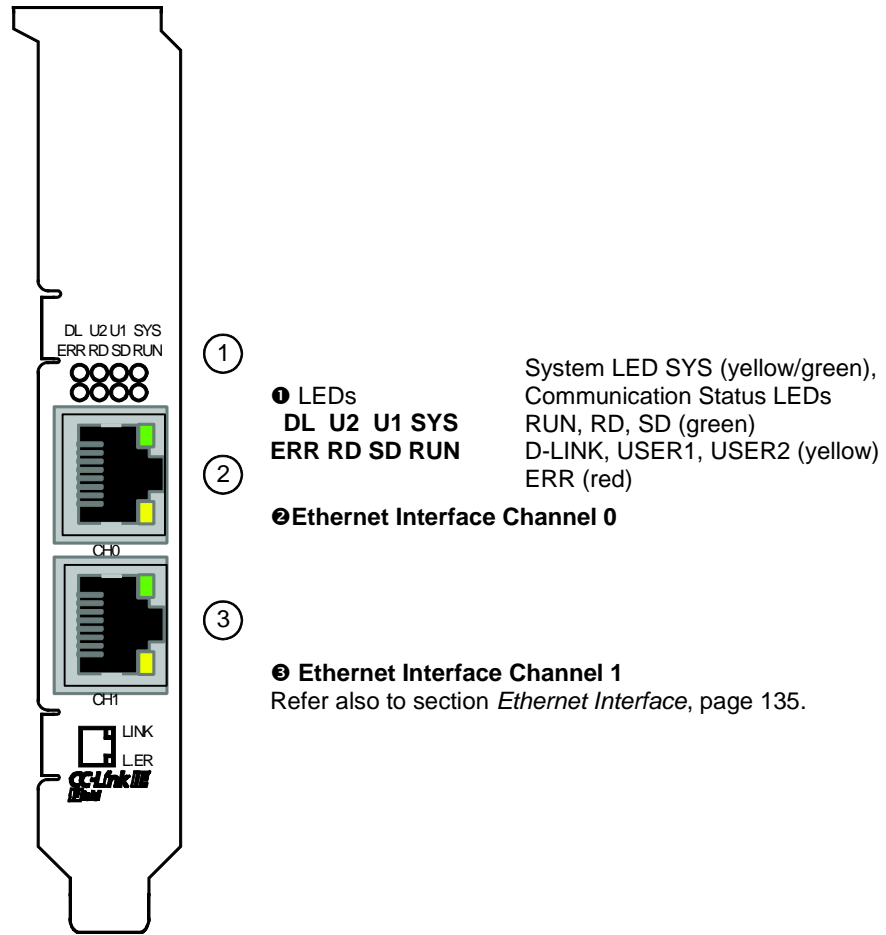 DL U2 U1 SYS
ERR RD SD RUN
CH0
CH1
LINK
L.ER
CC-Link IE
Field
1
2
3
❶ LEDs
DL U2 U1 SYS
ERR RD SD RUN
System LED SYS (yellow/green),
Communication Status LEDs
RUN, RD, SD (green)
D-LINK, USER1, USER2 (yellow)
ERR (red)
❷Ethernet Interface Channel 0
❸ Ethernet Interface Channel 1
Refer also to section Ethernet Interface, page 135.